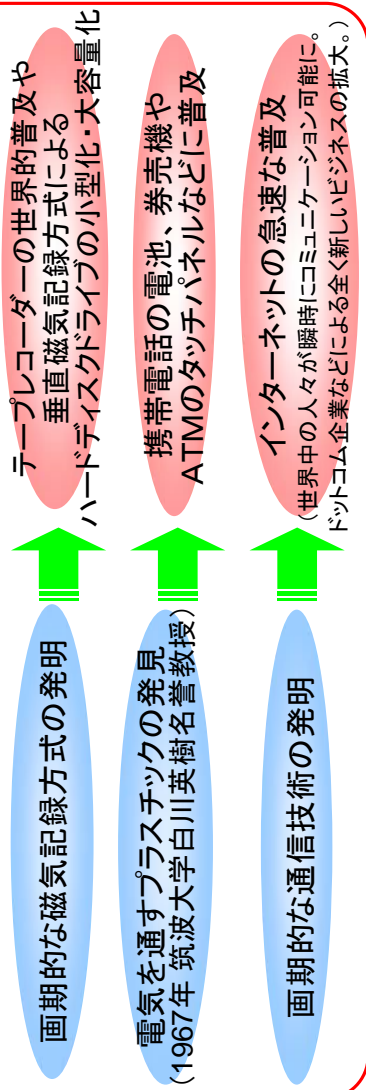 画期的な磁気記録方式の発明
テープレコーダーの世界的普及や
垂直磁気記録方式による
ハードディスクドライブの小型化・大容量化
電気を通すプラスチックの発見
（1967年 筑波大学白川英樹名誉教授）
携帯電話の電池、券売機や
ATMのタッチパネルなどに普及
画期的な通信技術の発明
インターネットの急速な普及
（世界中の人々が瞬時にコミュニケーション可能に。
ドットコム企業などによる全く新しいビジネスの拡大。）